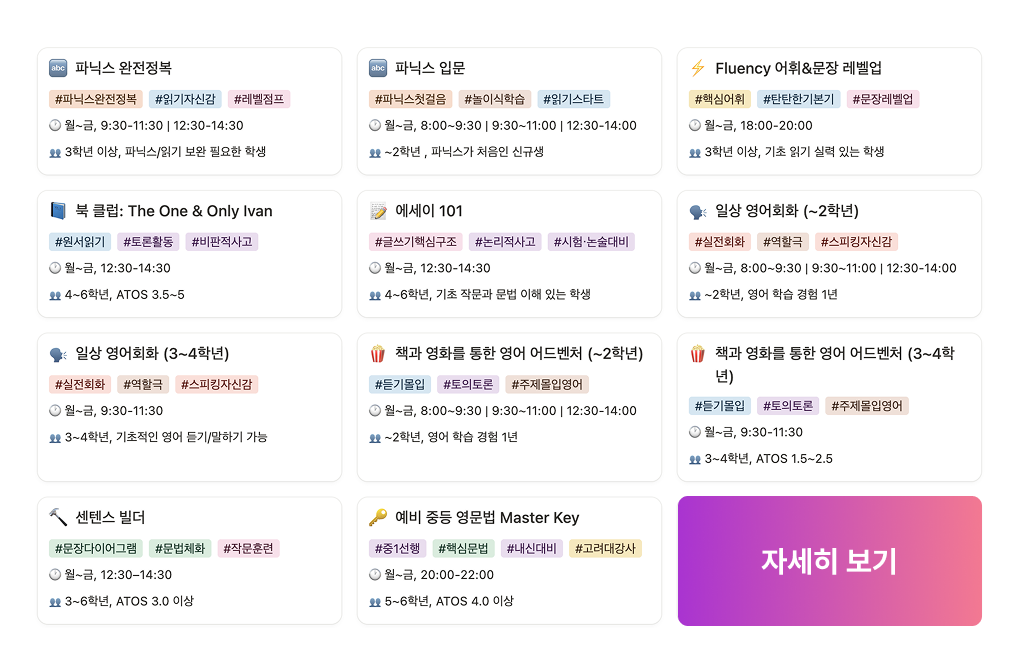 파닉스 완전정복
#파닉스완전정복 #읽기자신감 #레벨점프
월~금, 9:30-11:30 | 12:30-14:30
3학년 이상, 파닉스/읽기 보완 필요한 학생
파닉스 입문
#파닉스첫걸음 #놀이식학습 #읽기스타트
월~금, 8:00~9:30 | 9:30~11:00 | 12:30-14:00
~2학년 , 파닉스가 처음인 신규생
Fluency 어휘&문장 레벨업
#핵심어휘 #탄탄한기본기 #문장레벨업
월~금, 18:00-20:00
3학년 이상, 기초 읽기 실력 있는 학생
북 클럽: The One & Only Ivan
#원서읽기 #토론활동 #비판적사고
월~금, 12:30-14:30
4~6학년, ATOS 3.5~5
에세이 101
#글쓰기핵심구조 #논리적사고 #시험·논술대비
월~금, 12:30-14:30
4~6학년, 기초 작문과 문법 이해 있는 학생
일상 영어회화 (~2학년)
#실전회화 #역할극 #스피킹자신감
월~금, 8:00~9:30 | 9:30~11:00 | 12:30-14:00
~2학년, 영어 학습 경험 1년
일상 영어회화 (3~4학년)
#실전회화 #역할극 #스피킹자신감
월~금, 9:30-11:30
3~4학년, 기초적인 영어 듣기/말하기 가능
책과 영화를 통한 영어 어드벤처 (~2학년)
#듣기몰입 #토의토론 #주제몰입영어
월~금, 8:00~9:30 | 9:30~11:00 | 12:30-14:00
~2학년, 영어 학습 경험 1년
책과 영화를 통한 영어 어드벤처 (3~4학
년)
#듣기몰입 #토의토론 #주제몰입영어
월~금, 9:30-11:30
3~4학년, ATOS 1.5~2.5
센텐스 빌더
#문장다이어그램 #문법체화 #작문훈련
월~금, 12:30–14:30
3~6학년, ATOS 3.0 이상
예비 중등 영문법 Master Key
#중1선행 #핵심문법 #내신대비 #고려대강사
월~금, 20:00-22:00
5~6학년, ATOS 4.0 이상
자세히 보기